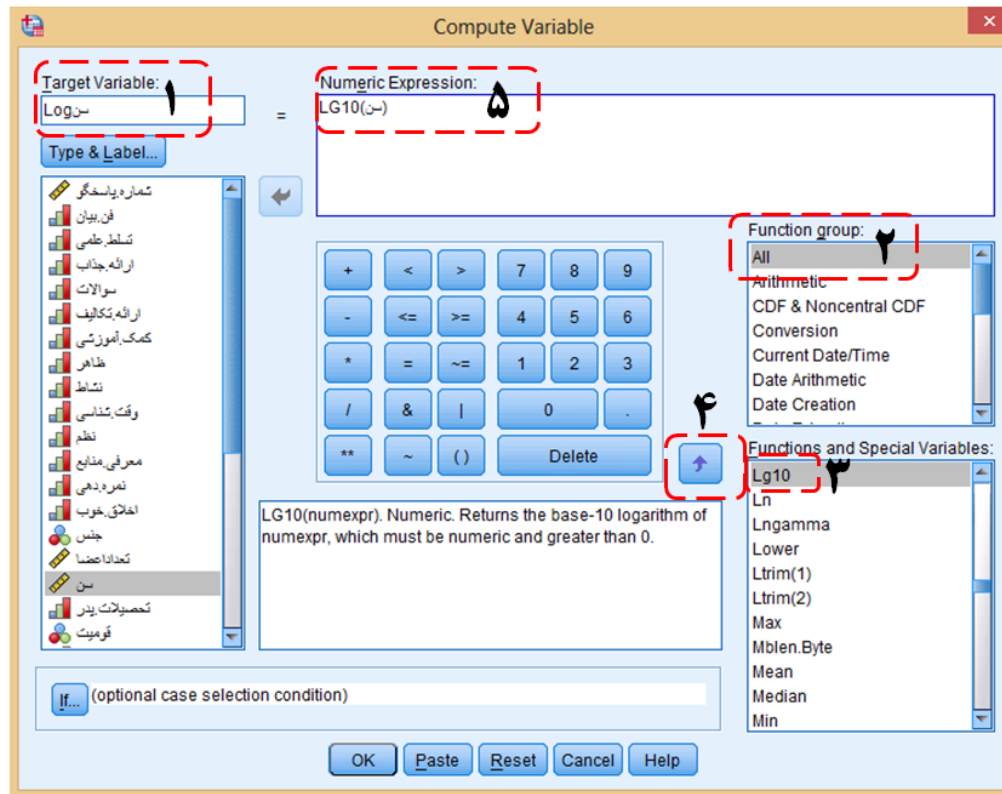 Compute Variable
Target Variable:
۱
Logسن
=
Type & Label...
Numeric Expression:
۵
LG10(سن)
شماره.پاسخگو
فن.بیان
تسلط.علمی
ارائه.جذاب
سوالات
ارائه.تکالیف
کمک.آموزشی
ظاهر
نشاط
وقت.شناسی
نظم
معرفی.منابع
نمره.دهی
اخلاق.خوب
جنس
تعداداعضا
سن
تحصیلات.پدر
قومیت
+ < > 7 8 9
- <= >= 4 5 6
* = ~= 1 2 3
/ & | 0 .
** ~ ( ) Delete
۴
Function group:
۲
All
Arithmetic
CDF & Noncentral CDF
Conversion
Current Date/Time
Date Arithmetic
Date Creation
Functions and Special Variables:
Lg10
۳
Ln
Lngamma
Lower
Ltrim(1)
Ltrim(2)
Max
Mblen.Byte
Mean
Median
Min
LG10(numexpr). Numeric. Returns the base-10 logarithm of
numexpr, which must be numeric and greater than 0.
If... (optional case selection condition)
OK Paste Reset Cancel Help